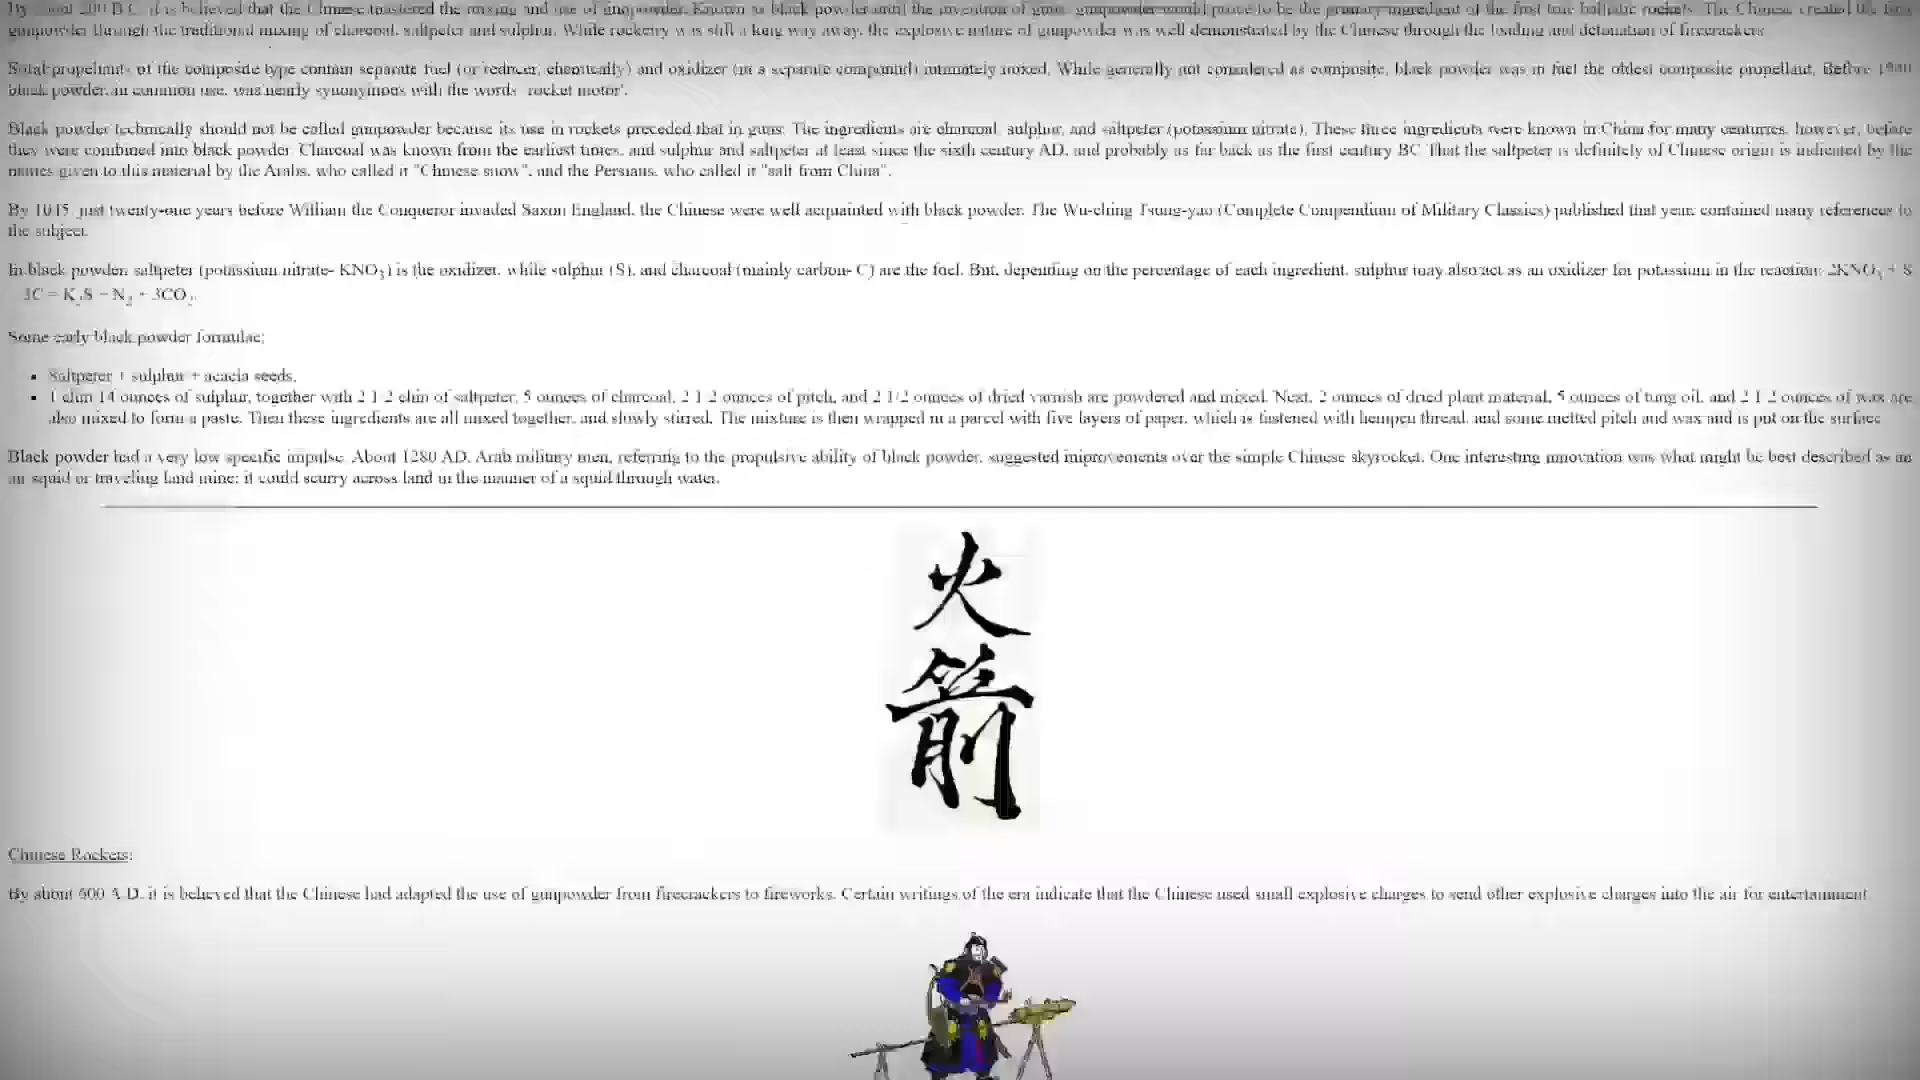 it is believed that the Chinese mastered the mixing and use of gunpowder. Known as black powder until the invention of guns, gunpowder would prove to be the primary ingredient of the first true ballistic rockets. The Chinese created the first
gunpowder through the traditional mixing of charcoal, saltpeter and sulphur. While rocketry was still a long way away, the explosive nature of gunpowder was well demonstrated by the Chinese through the loading and detonation of firecrackers
propellants of the composite type contain separate fuel (or reducer, chemically) and oxidizer (in a separate compound) intimately mixed. While generally not considered as composite, black powder was in fact the oldest composite propellant. Before
black powder, in common use, was nearly synonymous with the words 'rocket motor'.
Black powder technically should not be called gunpowder because its use in rockets preceded that in guns. The ingredients are charcoal, sulphur, and saltpeter (potassium nitrate). These three ingredients were known in China for many centuries, however, before
they were combined into black powder. Charcoal was known from the earliest times, and sulphur and saltpeter at least since the sixth century AD, and probably as far back as the first century BC. That the saltpeter is definitely of Chinese origin is indicated by the
names given to this material by the Arabs, who called it "Chinese snow", and the Persians, who called it "salt from China".
By 1045, just twenty-one years before William the Conqueror invaded Saxon England, the Chinese were well acquainted with black powder. The Wu-ching Tsung-yao (Complete Compendium of Military Classics) published that year, contained many references to
the subject.
In black powder, saltpeter (potassium nitrate- KNO3) is the oxidizer, while sulphur (S), and charcoal (mainly carbon- C) are the fuel. But, depending on the percentage of each ingredient, sulphur may also act as an oxidizer for potassium in the reaction: 2KNO3 + S
3C = K2S + N2 + 3CO2.
Some early black powder formulae:
Saltpeter + sulphur + acacia seeds.
1 chin 14 ounces of sulphur, together with 2 1/2 chin of saltpeter, 5 ounces of charcoal, 2 1/2 ounces of pitch, and 2 1/2 ounces of dried varnish are powdered and mixed. Next, 2 ounces of dried plant material, 5 ounces of tung oil, and 2 1/2 ounces of wax are
also mixed to form a paste. Then these ingredients are all mixed together, and slowly stirred. The mixture is then wrapped in a parcel with five layers of paper, which is fastened with hempen thread, and some melted pitch and wax and is put on the surface
Black powder had a very low specific impulse. About 1280 AD, Arab military men, referring to the propulsive ability of black powder, suggested improvements over the simple Chinese skyrocket. One interesting innovation was what might be best described as an
air squid or traveling land mine: it could scurry across land in the manner of a squid through water.
火
箭
Chinese Rockets:
By about 600 A.D. it is believed that the Chinese had adapted the use of gunpowder from firecrackers to fireworks. Certain writings of the era indicate that the Chinese used small explosive charges to send other explosive charges into the air for entertainment